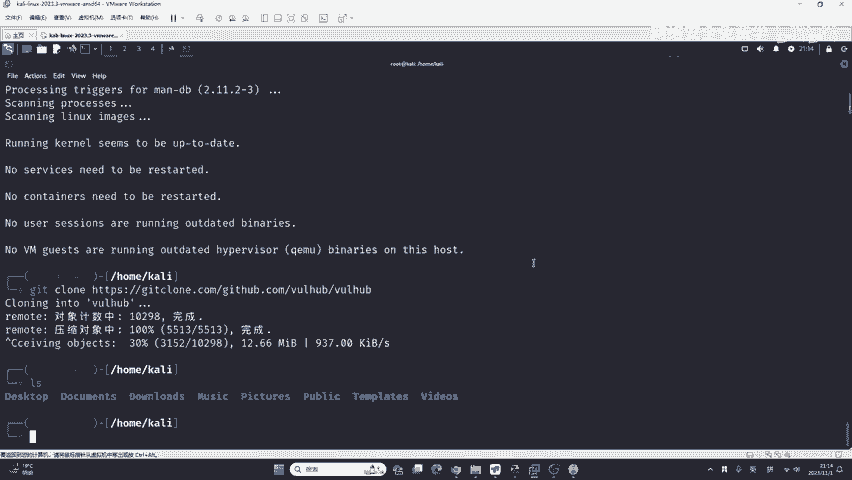 kali-linux-2023.3-vmware-amd64 - VMware Workstation
文件(F) 编辑(E) 查看(V) 虚拟机(M) 选项卡(T) 帮助(H)
主页 kali-linux-2023.3-vmware...
1 2 3 4 21:14
root@kali: /home/kali
File Actions Edit View Help
Processing triggers for man-db (2.11.2-3) ...
Scanning processes...
Scanning linux images...
Running kernel seems to be up-to-date.
No services need to be restarted.
No containers need to be restarted.
No user sessions are running outdated binaries.
No VM guests are running outdated hypervisor (qemu) binaries on this host.
)-[/home/kali]
git clone https://gitclone.com/github.com/vulhub/vulhub
Cloning into 'vulhub'...
remote: 对象计数中: 10298, 完成.
remote: 压缩对象中: 100% (5513/5513), 完成.
^Cceiving objects: 30% (3152/10298), 12.66 MiB | 937.00 KiB/s
)-[/home/kali]
ls
Desktop Documents Downloads Music Pictures Public Templates Videos
)-[/home/kali]
要返回到您的计算机，请将鼠标指针从虚拟机中移出或按 Ctrl+Alt。
19°C
搜索
英 拼
21:14
2023/11/1